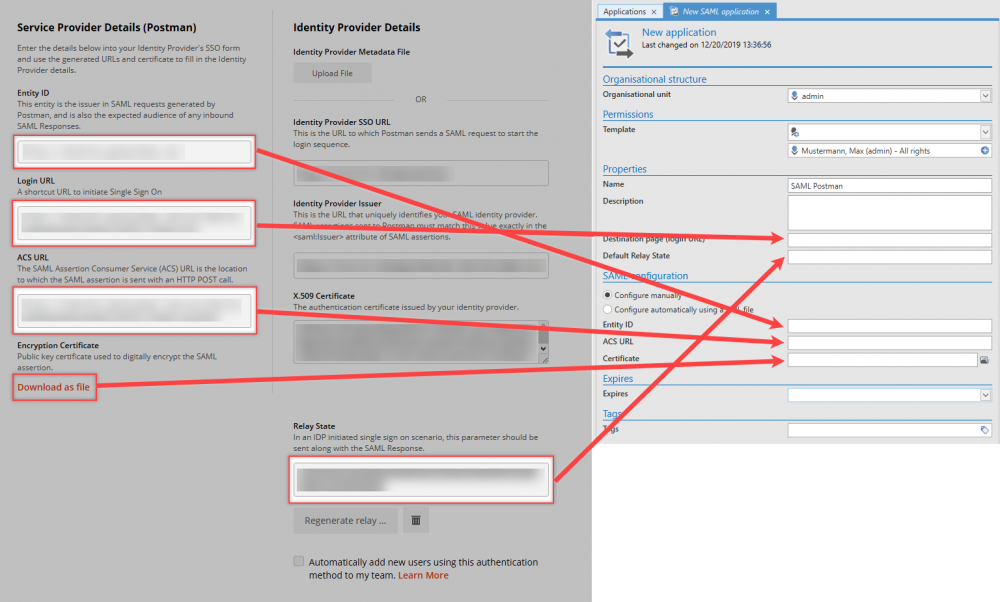 Service Provider Details (Postman)
Enter the details below into your Identity Provider's SSO form
and use the generated URLs and certificate to fill in the Identity
Provider details.
Entity ID
This entity is the issuer in SAML requests generated by
Postman, and is also the expected audience of any inbound
SAML Responses.
Login URL
A shortcut URL to initiate Single Sign On
ACS URL
The SAML Assertion Consumer Service (ACS) URL is the location
to which the SAML assertion is sent with an HTTP POST call.
Encryption Certificate
Public key certificate used to digitally encrypt the SAML
assertion.
Download as file
Identity Provider Details
Identity Provider Metadata File
Upload File
OR
Identity Provider SSO URL
This is the URL to which Postman sends a SAML request to start the
login sequence.
Identity Provider Issuer
This is the URL that uniquely identifies your SAML identity provider.
SAML assertions sent to Postman must match this value exactly in the
<saml:Issuer> attribute of SAML assertions.
X.509 Certificate
The authentication certificate issued by your identity provider.
Relay State
In an IDP initiated single sign on scenario, this parameter should be
sent along with the SAML Response.
Regenerate relay ...
Automatically add new users using this authentication
method to my team. Learn More
Applications
New SAML application
New application
Last changed on 12/20/2019 13:36:56
Organisational structure
Organisational unit
admin
Permissions
Template
Mustermann, Max (admin) - All rights
Properties
Name
SAML Postman
Description
Destination page (login URL)
Default Relay State
SAML configuration
Configure manually
Configure automatically using a file
Entity ID
ACS URL
Certificate
Expires
Expires
Tags
Tags